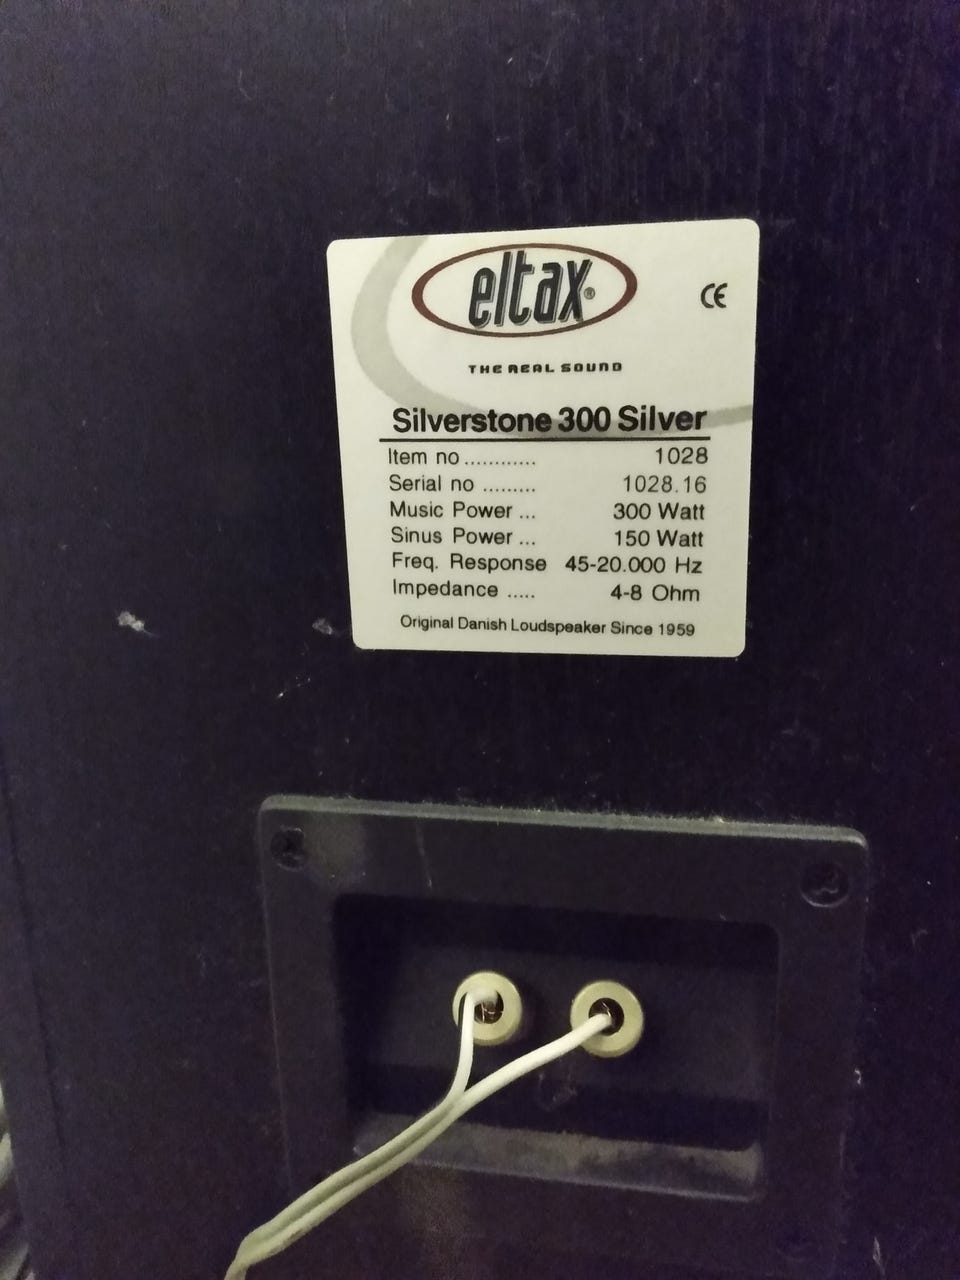 eltax®
CE
THE REAL SOUND
Silverstone 300 Silver
Item no ............ 1028
Serial no ......... 1028.16
Music Power ... 300 Watt
Sinus Power ... 150 Watt
Freq. Response 45-20.000 Hz
Impedance ..... 4-8 Ohm
Original Danish Loudspeaker Since 1959